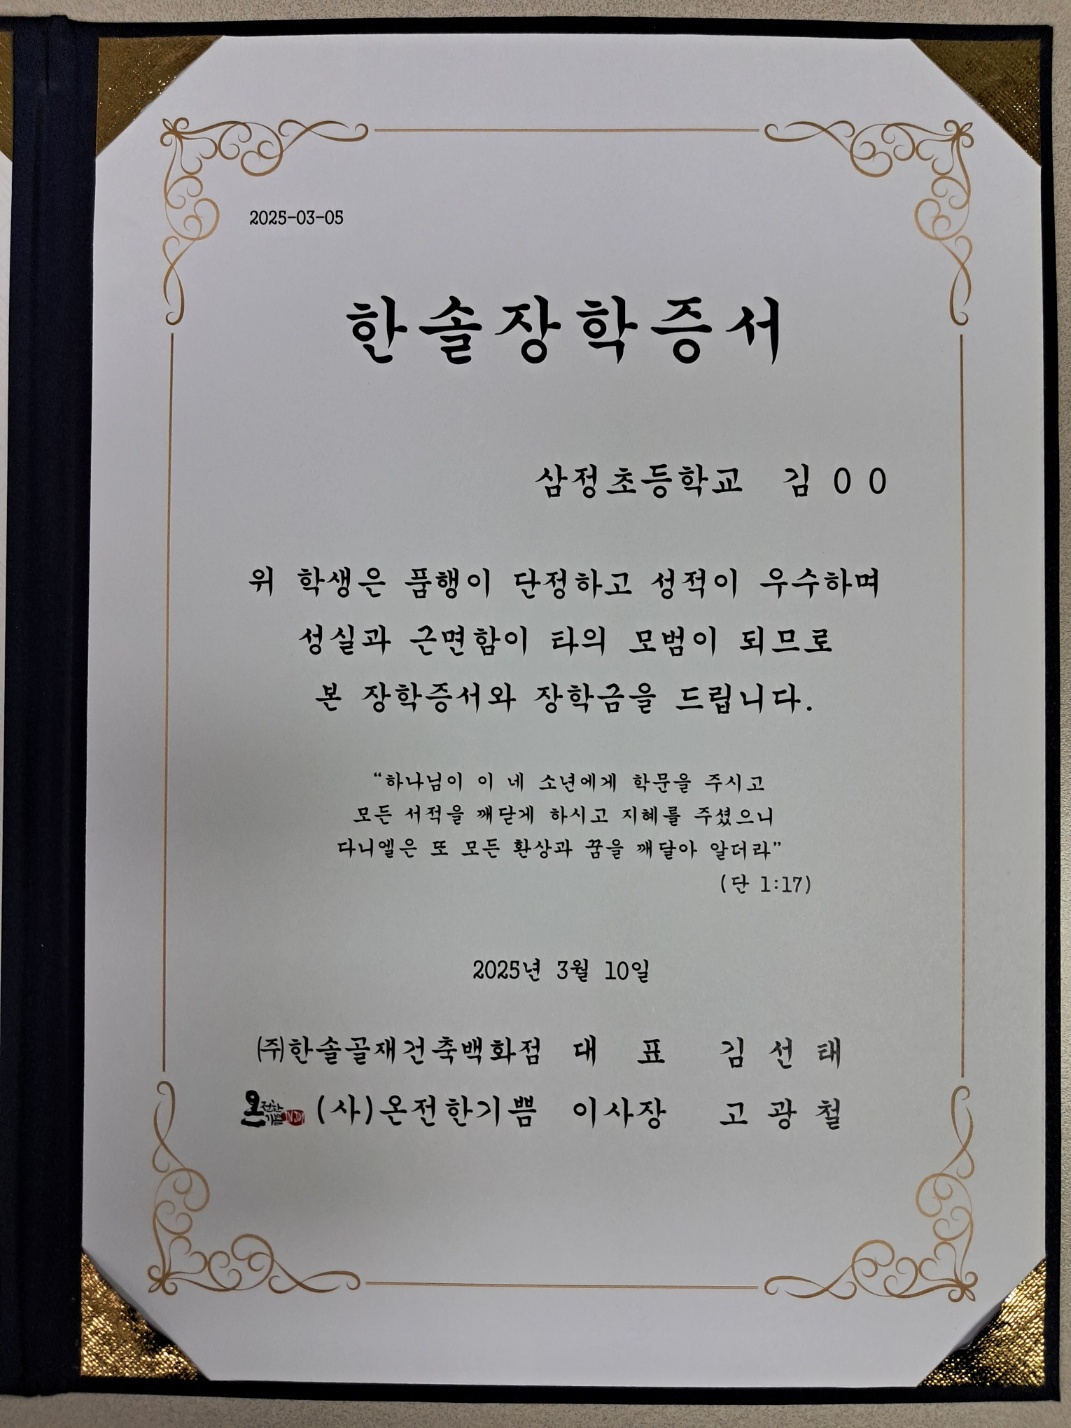 2025-03-05
한솔장학증서
삼정초등학교 김 0 0
위 학생은 품행이 단정하고 성적이 우수하며
성실과 근면함이 타의 모범이 되므로
본 장학증서와 장학금을 드립니다.
“하나님이 이 네 소년에게 학문을 주시고
모든 서적을 깨닫게 하시고 지혜를 주셨으니
다니엘은 또 모든 환상과 꿈을 깨달아 알더라”
(단 1:17)
2025년 3월 10일
㈜한솔골재건축백화점 대 표 김 선 태
온전한기쁨 (사)온전한기쁨 이사장 고 광 철